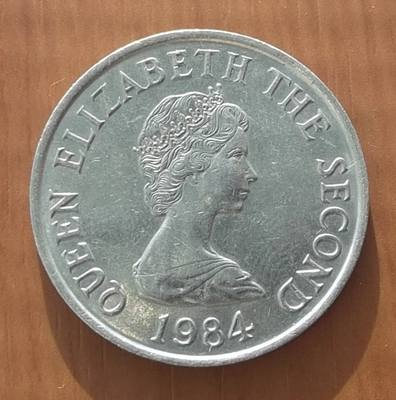 QUEEN ELIZABETH THE SECOND
1984